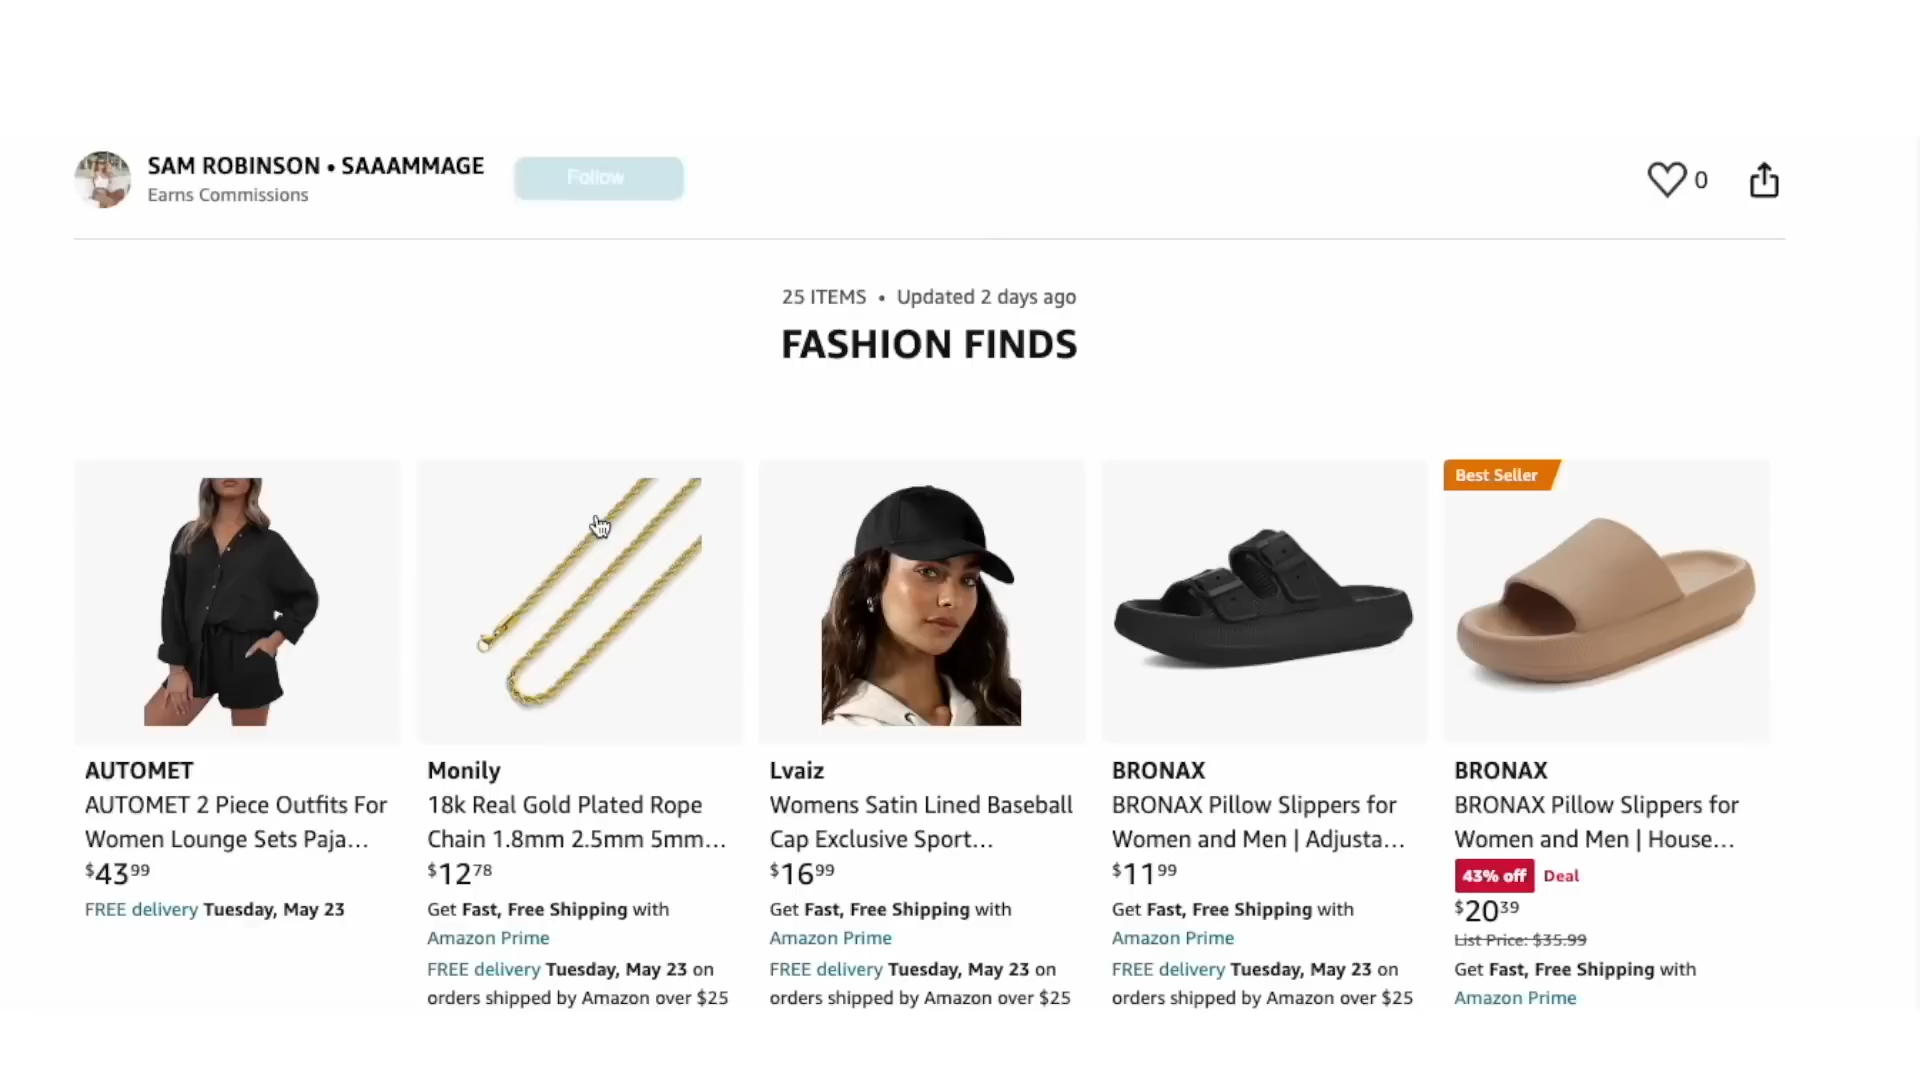 SAM ROBINSON • SAAAMMAGE
Earns Commissions
Follow
0
25 ITEMS • Updated 2 days ago
FASHION FINDS
AUTOMET
AUTOMET 2 Piece Outfits For
Women Lounge Sets Paja...
$43.99
FREE delivery Tuesday, May 23
Monily
18k Real Gold Plated Rope
Chain 1.8mm 2.5mm 5mm...
$12.78
Get Fast, Free Shipping with
Amazon Prime
FREE delivery Tuesday, May 23 on
orders shipped by Amazon over $25
Lvaiz
Womens Satin Lined Baseball
Cap Exclusive Sport...
$16.99
Get Fast, Free Shipping with
Amazon Prime
FREE delivery Tuesday, May 23 on
orders shipped by Amazon over $25
BRONAX
BRONAX Pillow Slippers for
Women and Men | Adjusta...
$11.99
Get Fast, Free Shipping with
Amazon Prime
FREE delivery Tuesday, May 23 on
orders shipped by Amazon over $25
Best Seller
BRONAX
BRONAX Pillow Slippers for
Women and Men | House...
43% off Deal
$20.39
List Price: $35.99
Get Fast, Free Shipping with
Amazon Prime